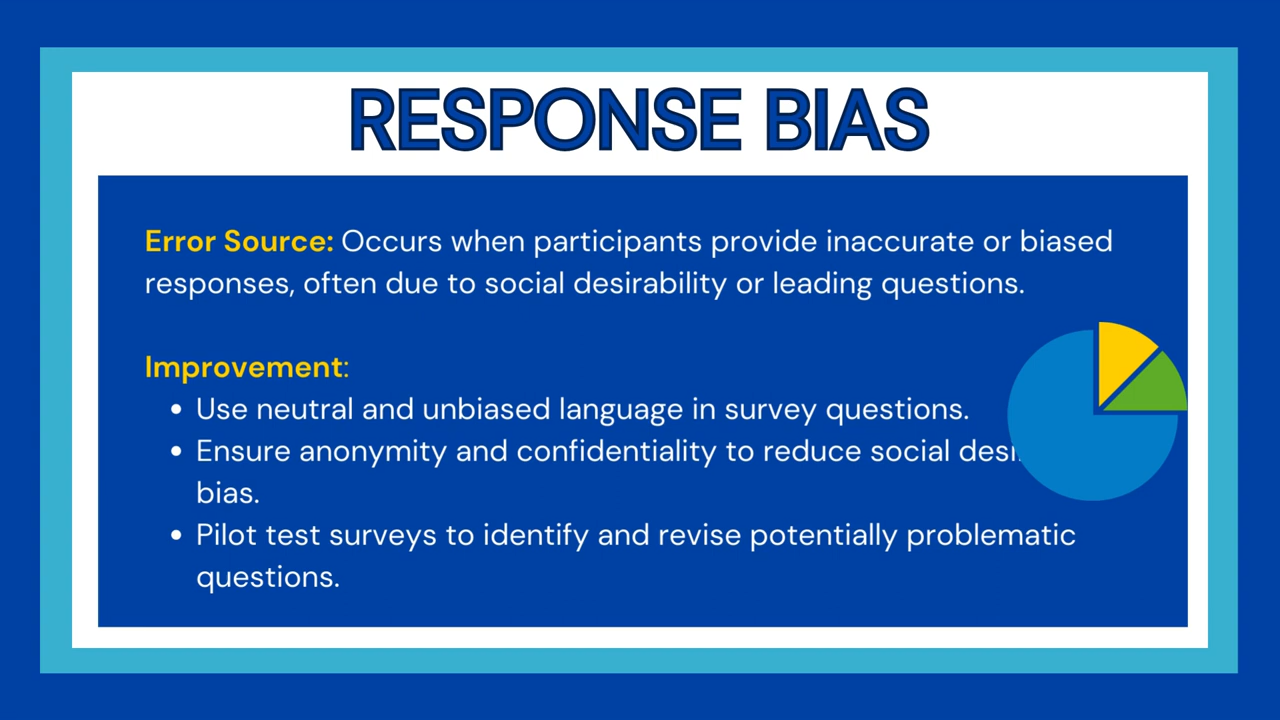 RESPONSE BIAS
Error Source: Occurs when participants provide inaccurate or biased
responses, often due to social desirability or leading questions.
Improvement:
• Use neutral and unbiased language in survey questions.
• Ensure anonymity and confidentiality to reduce social
bias.
• Pilot test surveys to identify and revise potentially problematic
questions.